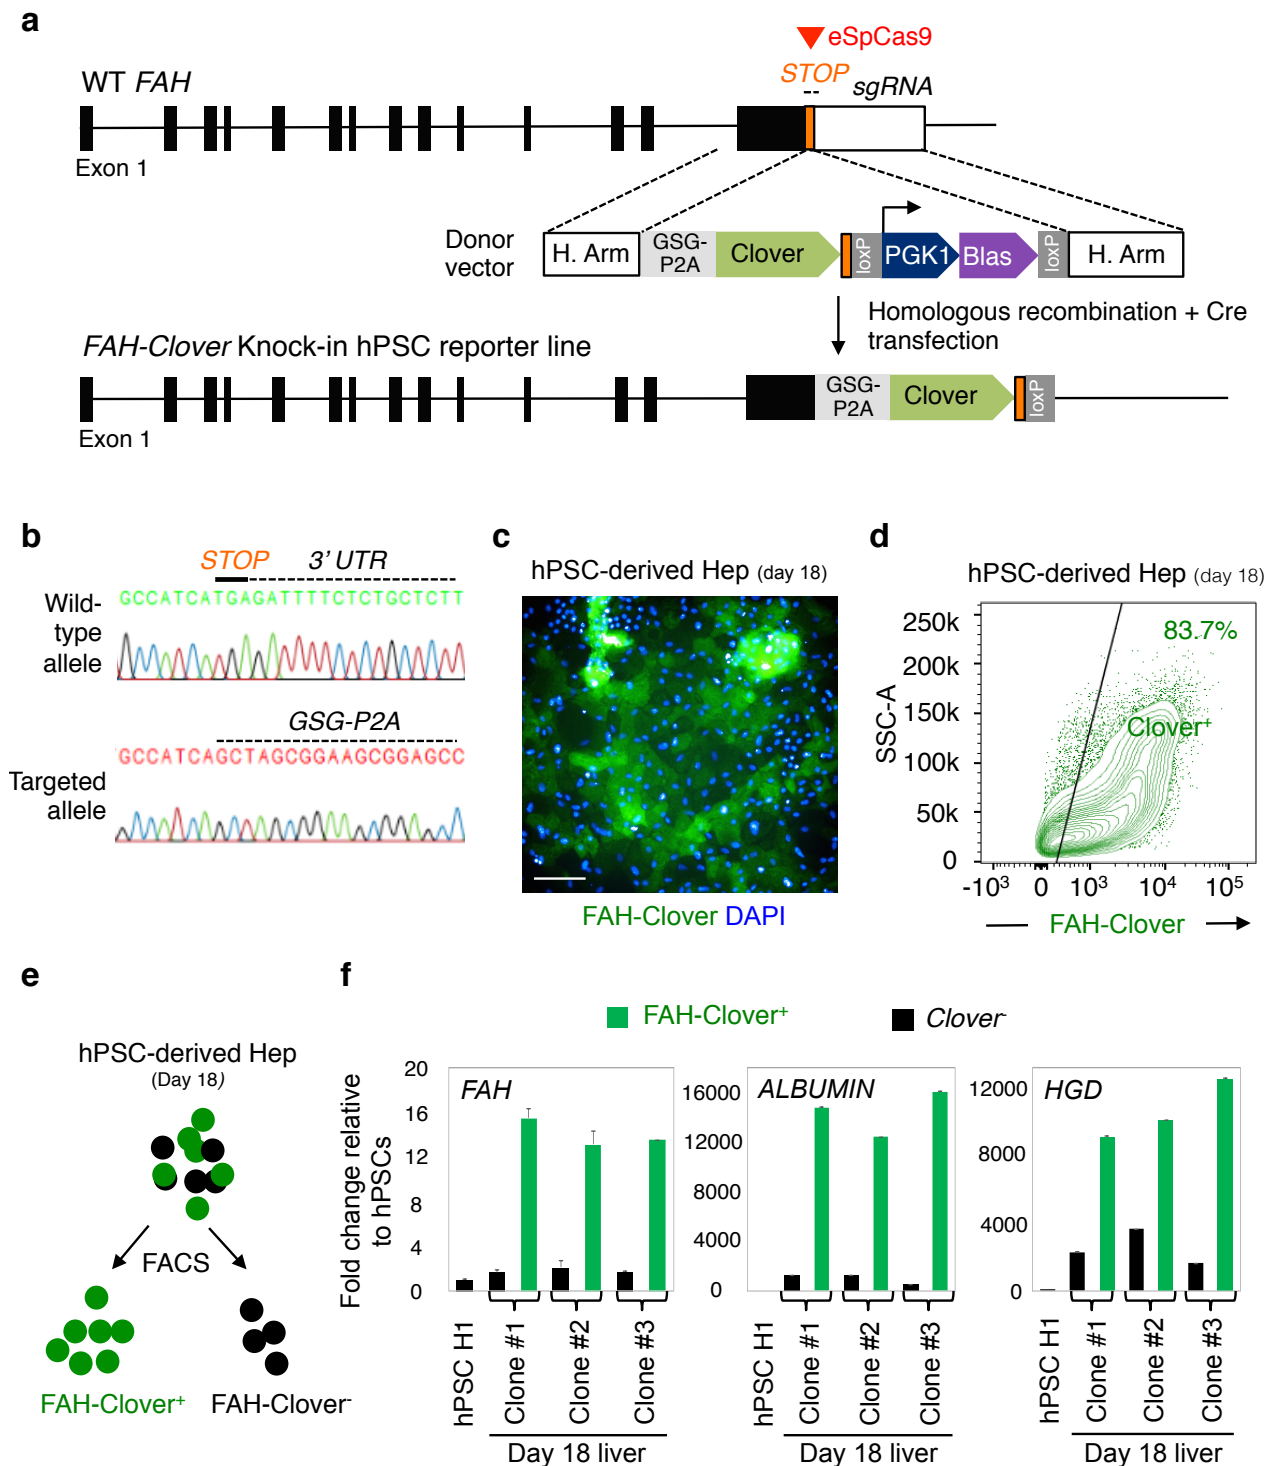 a
eSpCas9
STOP
sgRNA
WT FAH
Exon 1
Donor
vector
H. Arm
GSG-
P2A
Clover
loxP
PGK1
Blas
loxP
H. Arm
Homologous recombination + Cre
transfection
FAH-Clover Knock-in hPSC reporter line
GSG-
P2A
Clover
loxP
Exon 1
b
STOP
3’ UTR
Wild-
type
allele
GCCATCATGAGATTTTCTCTGCTCTT
GSG-P2A
Targeted
allele
GCCATCAGCTAGCGGAAGCGGAGCC
c
hPSC-derived Hep (day 18)
FAH-Clover DAPI
d
hPSC-derived Hep (day 18)
83.7%
Clover+
SSC-A
250k
200k
150k
100k
50k
0
-10³ 0 10³ 10⁴ 10⁵
FAH-Clover
e
hPSC-derived Hep
(Day 18)
FACS
FAH-Clover+
FAH-Clover-
f
FAH-Clover+
Clover-
Fold change relative
to hPSCs
FAH
20
16
12
8
4
0
hPSC H1
Clone #1
Clone #2
Clone #3
Day 18 liver
ALBUMIN
16000
12000
8000
4000
0
hPSC H1
Clone #1
Clone #2
Clone #3
Day 18 liver
HGD
12000
8000
4000
0
hPSC H1
Clone #1
Clone #2
Clone #3
Day 18 liver